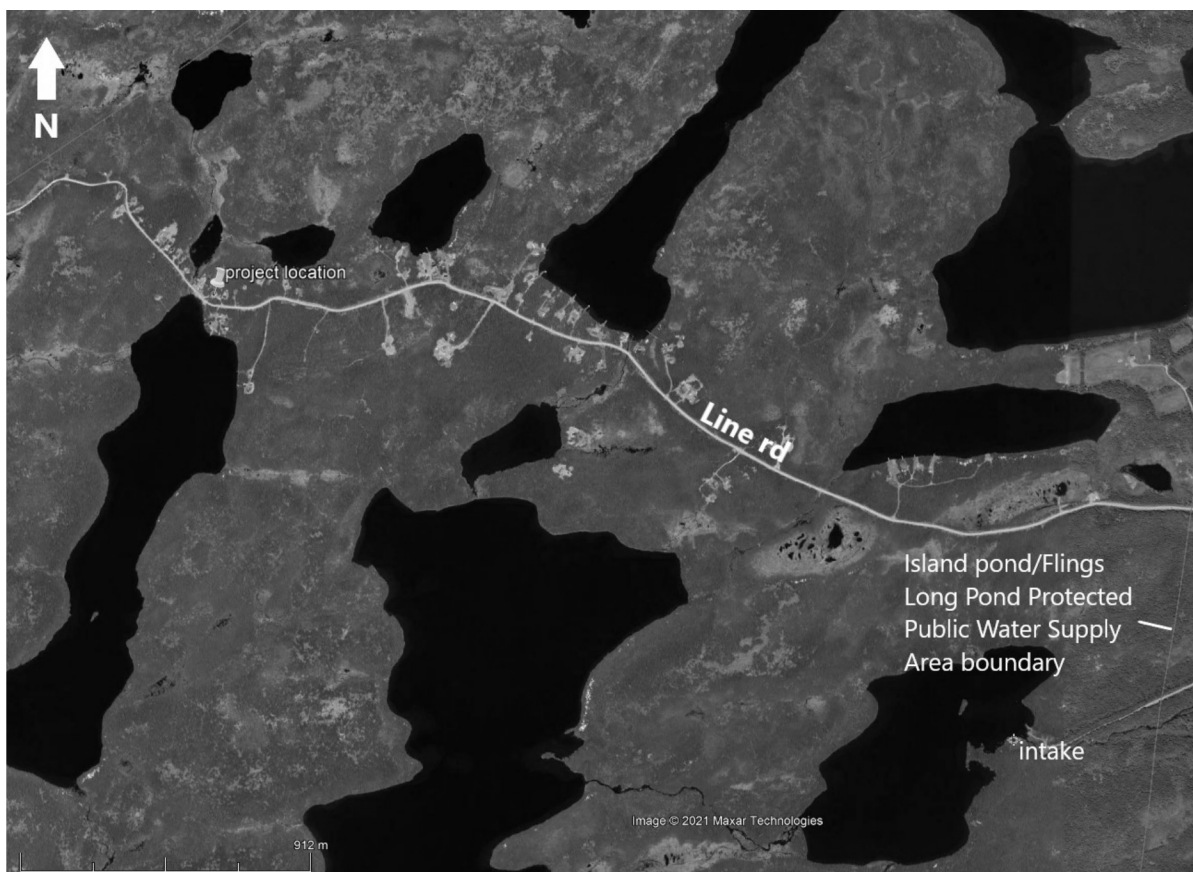 N
project location
Line rd
Island pond/Flings
Long Pond Protected
Public Water Supply
Area boundary
intake
Image © 2021 Maxar Technologies
912 m